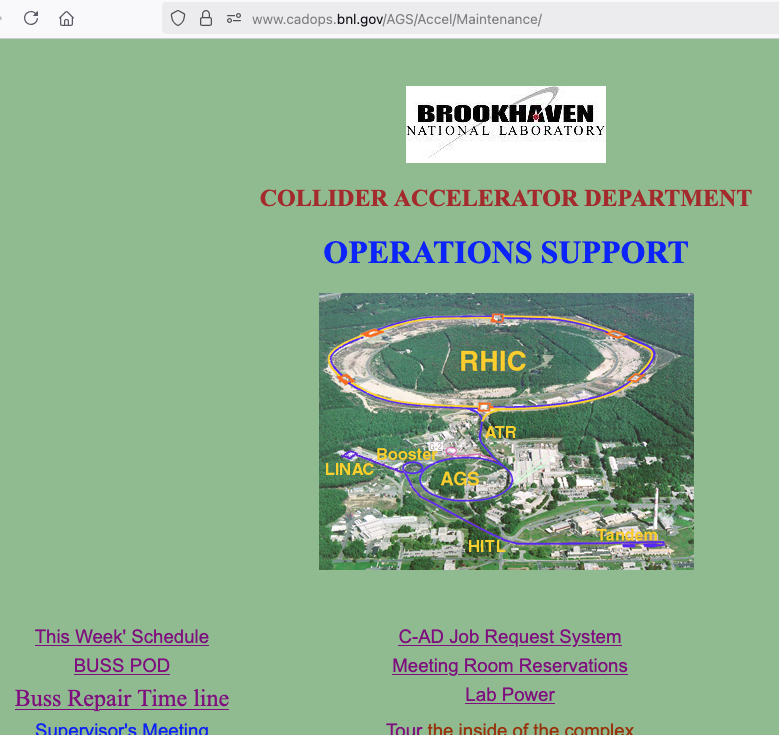 www.cadops.bnl.gov/AGS/Accel/Maintenance/
BROOKHAVEN
NATIONAL LABORATORY
COLLIDER ACCELERATOR DEPARTMENT
OPERATIONS SUPPORT
RHIC
ATR
Booster
LINAC
AGS
Tandem
HITL
This Week' Schedule
C-AD Job Request System
BUSS POD
Meeting Room Reservations
Buss Repair Time line
Lab Power
Supervisor's Meeting
Tour the inside of the complex